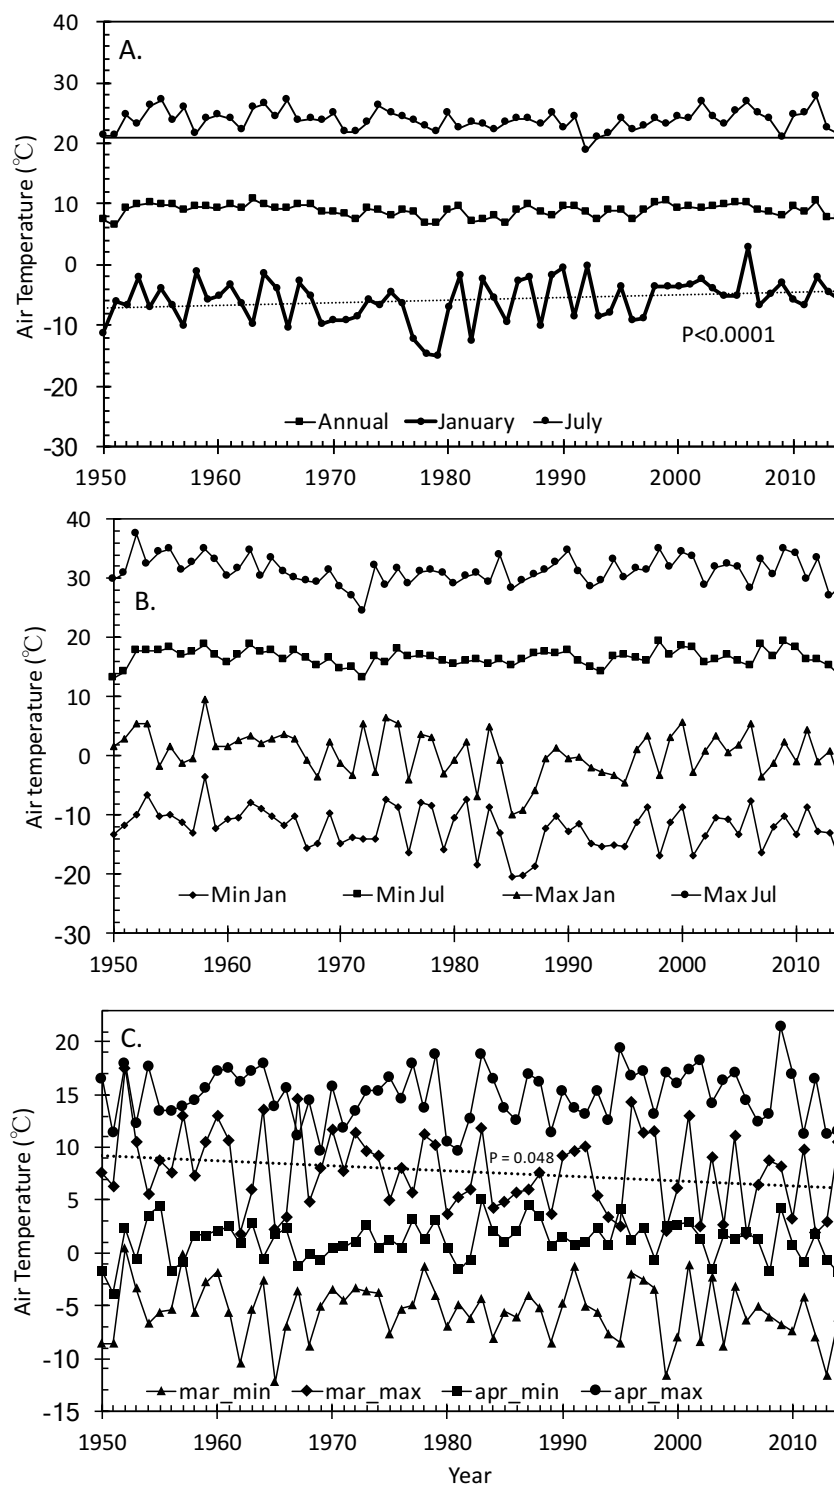 A.
Air Temperature (℃)
40
30
20
10
0
-10
-20
-30
P<0.0001
Annual January July
1950 1960 1970 1980 1990 2000 2010
B.
Air temperature (℃)
40
30
20
10
0
-10
-20
-30
Min Jan Min Jul Max Jan Max Jul
1950 1960 1970 1980 1990 2000 2010
C.
Air Temperature (℃)
20
15
10
5
0
-5
-10
-15
P = 0.048
mar_min mar_max apr_min apr_max
1950 1960 1970 1980 1990 2000 2010
Year